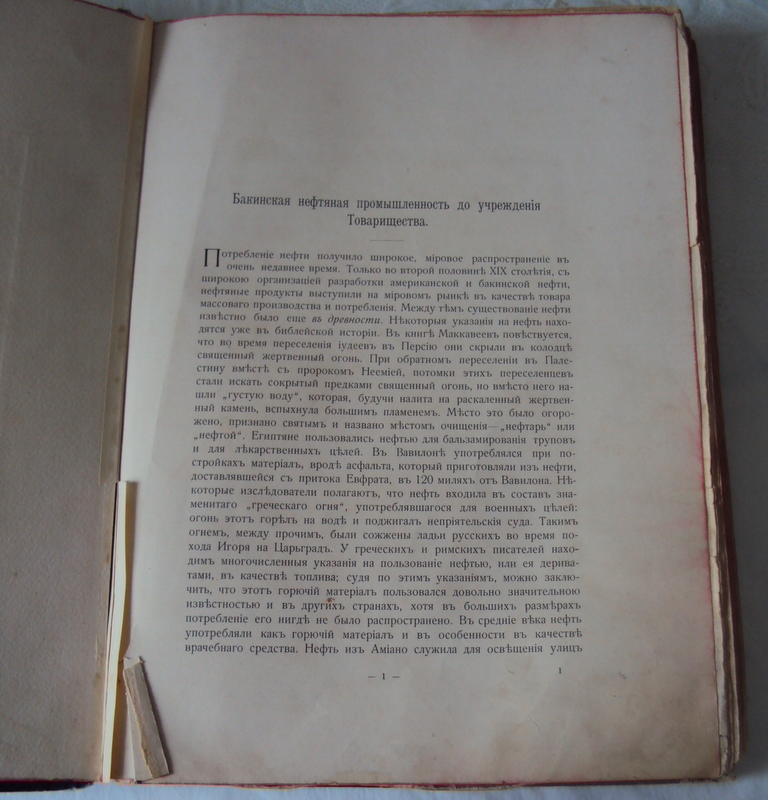 Бакинская нефтяная промышленность до учрежденія
Товарищества.
Потребленіе нефти получило широкое, міровое распространеніе въ
очень недавнее время. Только во второй половинѣ XIX столѣтія, съ
широкою организаціей разработки американской и бакинской нефти,
нефтяные продукты выступили на міровомъ рынкѣ въ качествѣ товара
массоваго производства и потребленія. Между тѣмъ существованіе нефти
извѣстно было еще въ древности. Нѣкоторыя указанія на нефть нахо-
дятся уже въ библейской исторіи. Въ книгѣ Маккавеевъ повѣствуется,
что во время переселенія іудеевъ въ Персію они скрыли въ колодцѣ
священный жертвенный огонь. При обратномъ переселеніи въ Пале-
стину вмѣстѣ съ пророкомъ Нееміей, потомки этихъ переселенцевъ
стали искать сокрытый предками священный огонь, но вмѣсто него на-
шли „густую воду“, которая, будучи налита на раскаленный жертвен-
ный камень, вспыхнула большимъ пламенемъ. Мѣсто это было огоро-
жено, признано святымъ и названо мѣстомъ очищенія—„нефтарь“ или
„нефтой“. Египтяне пользовались нефтью для бальзамированія труповъ
и для лѣкарственныхъ цѣлей. Въ Вавилонѣ употреблялся при по-
стройкахъ матеріалъ, вродѣ асфальта, который приготовляли изъ нефти,
доставлявшейся съ притока Евфрата, въ 120 миляхъ отъ Вавилона. Нѣ-
которые изслѣдователи полагаютъ, что нефть входила въ составъ зна-
менитаго „греческаго огня“, употреблявшагося для военныхъ цѣлей:
огонь этотъ горѣлъ на водѣ и поджигалъ непріятельскія суда. Такимъ
огнемъ, между прочимъ, были сожжены ладьи русскихъ во время по-
хода Игоря на Царьградъ. У греческихъ и римскихъ писателей нахо-
димъ многочисленныя указанія на пользованіе нефтью, или ея дерива-
тами, въ качествѣ топлива; судя по этимъ указаніямъ, можно заклю-
чить, что этотъ горючій матеріалъ пользовался довольно значительною
извѣстностью и въ другихъ странахъ, хотя въ большихъ размѣрахъ
потребленіе его нигдѣ не было распространено. Въ средніе вѣка нефть
употребляли какъ горючій матеріалъ и въ особенности въ качествѣ
врачебнаго средства. Нефть изъ Аміано служила для освѣщенія улицъ
— 1 —
1